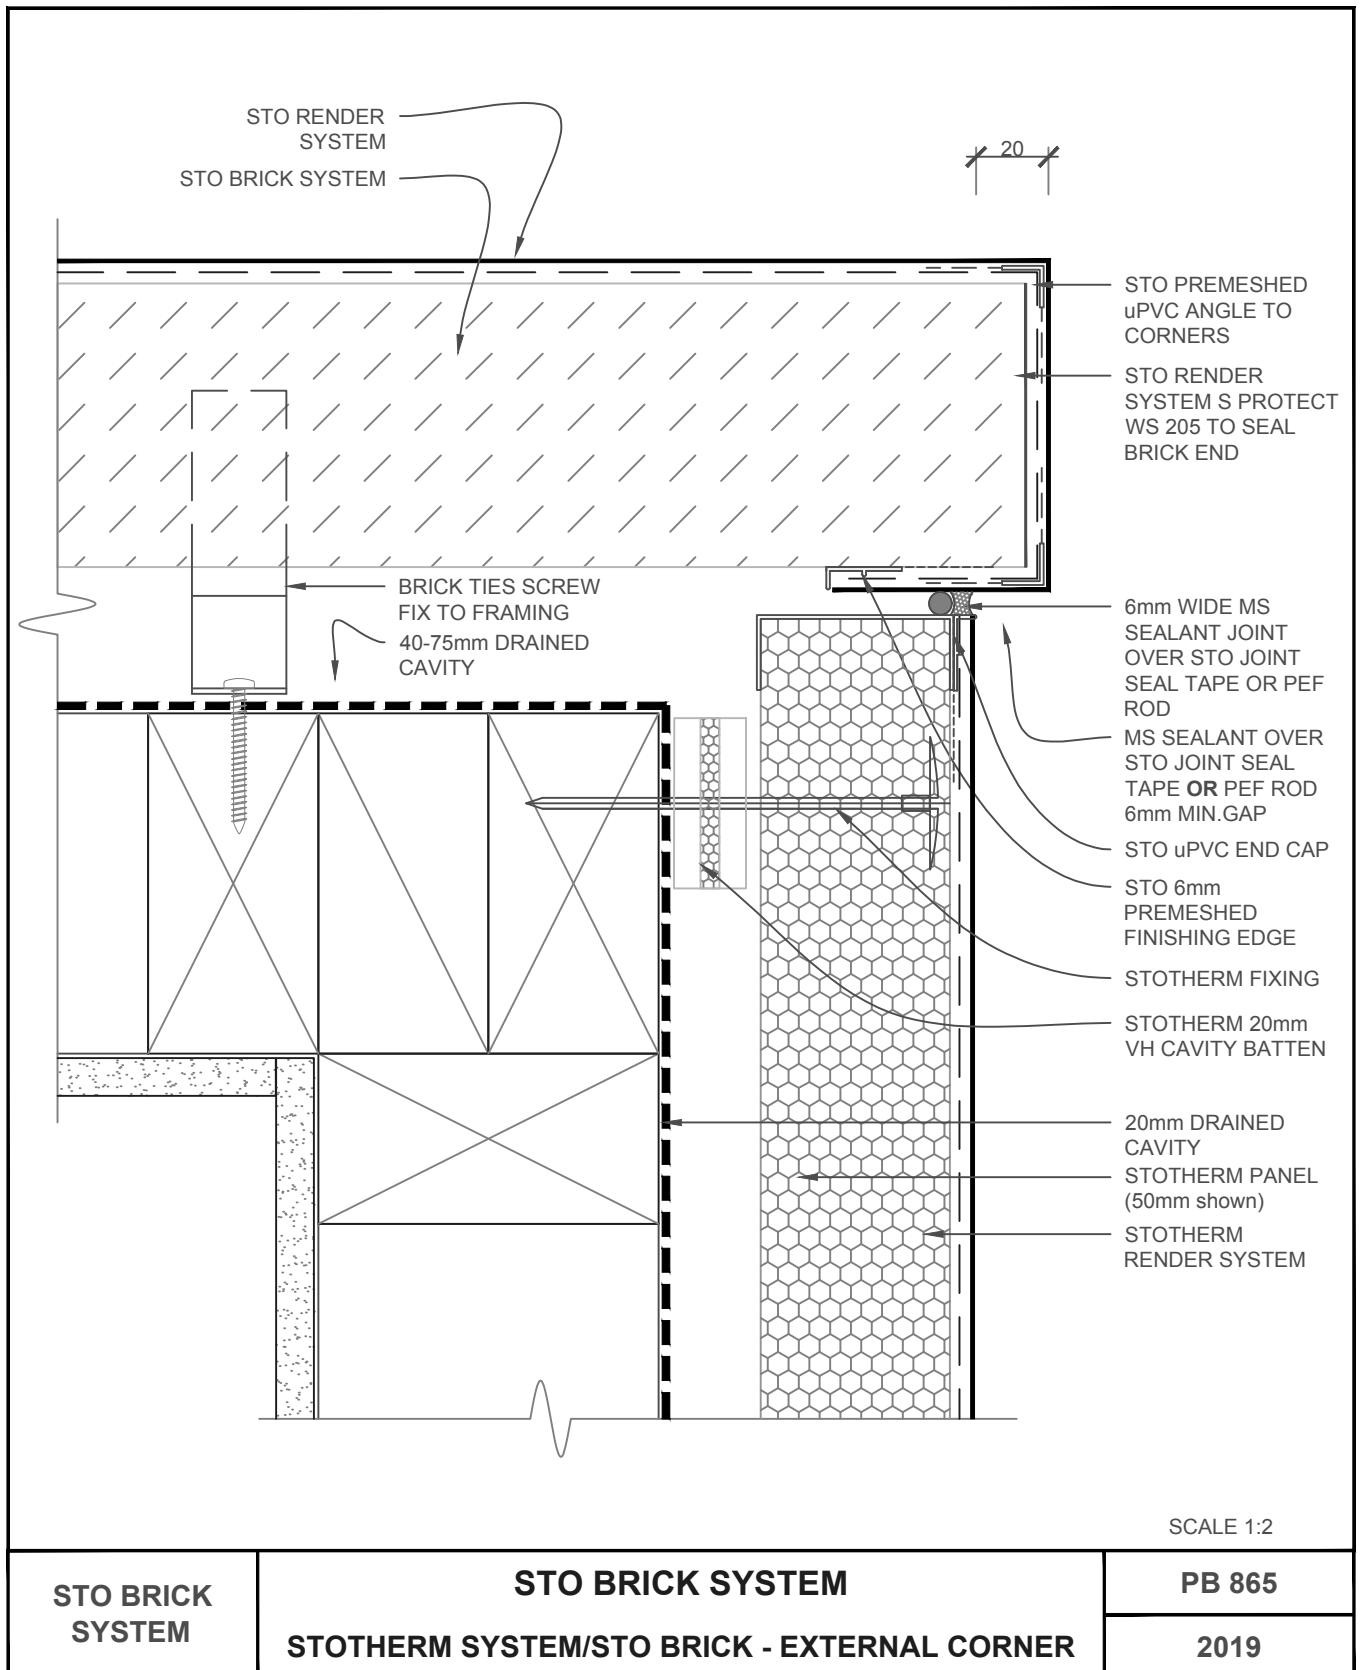 STO RENDER
SYSTEM
STO BRICK SYSTEM
20
STO PREMESHED
uPVC ANGLE TO
CORNERS
STO RENDER
SYSTEM S PROTECT
WS 205 TO SEAL
BRICK END
BRICK TIES SCREW
FIX TO FRAMING
40-75mm DRAINED
CAVITY
6mm WIDE MS
SEALANT JOINT
OVER STO JOINT
SEAL TAPE OR PEF
ROD
MS SEALANT OVER
STO JOINT SEAL
TAPE OR PEF ROD
6mm MIN.GAP
STO uPVC END CAP
STO 6mm
PREMESHED
FINISHING EDGE
STOTHERM FIXING
STOTHERM 20mm
VH CAVITY BATTEN
20mm DRAINED
CAVITY
STOTHERM PANEL
(50mm shown)
STOTHERM
RENDER SYSTEM
SCALE 1:2
STO BRICK
SYSTEM
STO BRICK SYSTEM
STOTHERM SYSTEM/STO BRICK - EXTERNAL CORNER
PB 865
2019